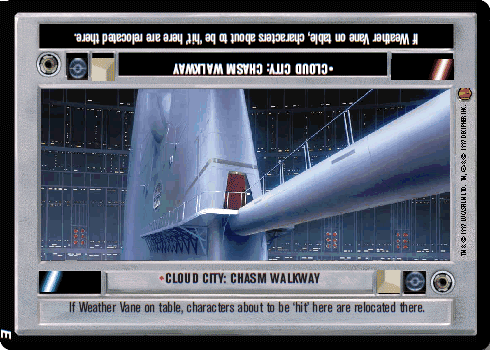 If Weather Vane on table, characters about to be 'hit' here are relocated there.
•CLOUD CITY: CHASM WALKWAY
•CLOUD CITY: CHASM WALKWAY
If Weather Vane on table, characters about to be 'hit' here are relocated there.
E